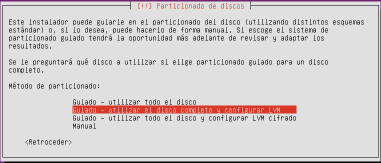 [!!] Particionado de discos
Este instalador puede guiarle en el particionado del disco (utilizando distintos esquemas
estándar) o, si lo desea, puede hacerlo de forma manual. Si escoge el sistema de
particionado guiado tendrá la oportunidad más adelante de revisar y adaptar los
resultados.
Se le preguntará qué disco a utilizar si elige particionado guiado para un disco
completo.
Método de particionado:
Guiado - utilizar todo el disco
Guiado - utilizar el disco completo y configurar LVM
Guiado - utilizar todo el disco y configurar LVM cifrado
Manual
<Retroceder>